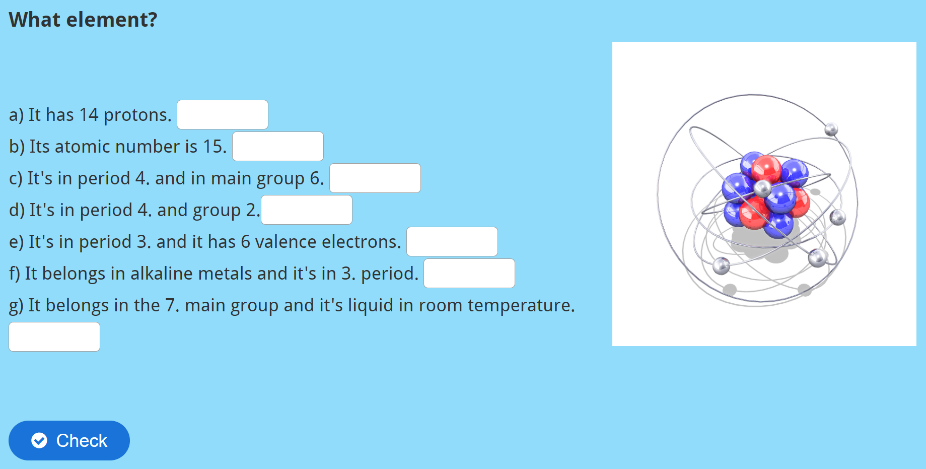 What element?
a) It has 14 protons.
b) Its atomic number is 15.
c) It's in period 4. and in main group 6.
d) It's in period 4. and group 2.
e) It's in period 3. and it has 6 valence electrons.
f) It belongs in alkaline metals and it's in 3. period.
g) It belongs in the 7. main group and it's liquid in room temperature.
Check